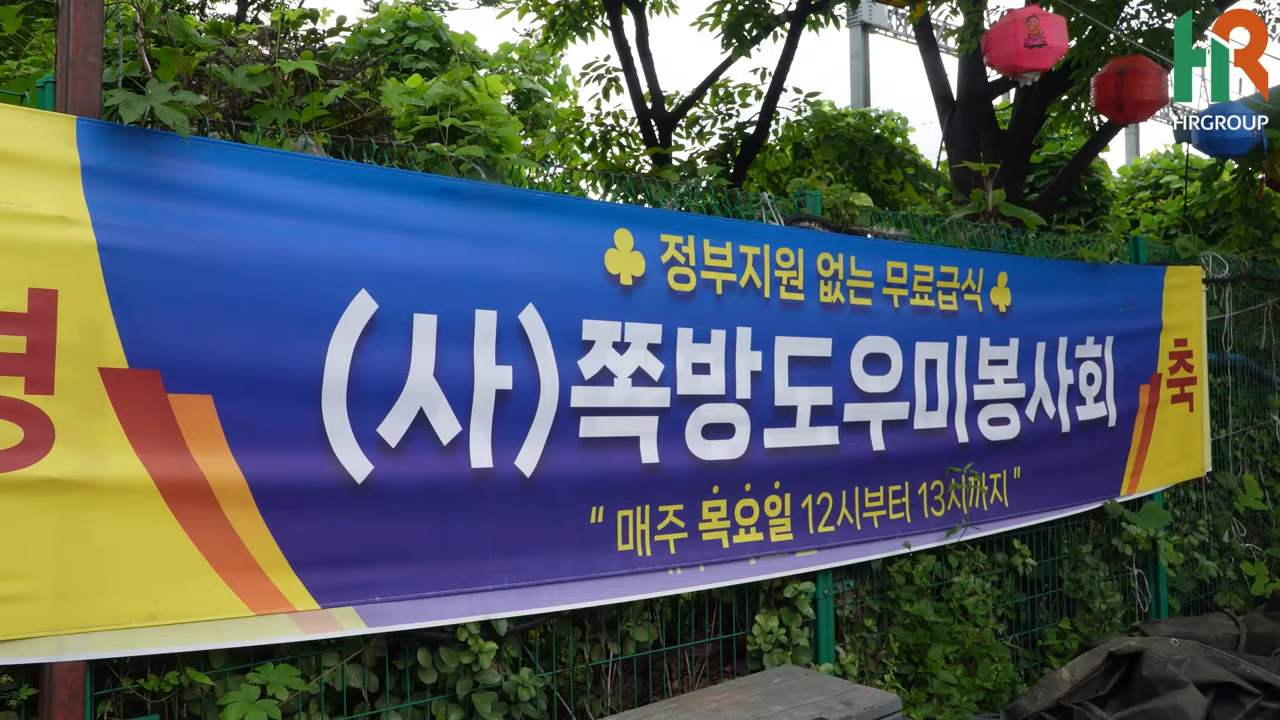 HR
HRGROUP
정부지원 없는 무료급식
(사)쪽방도우미봉사회
" 매주 목요일 12시부터 13시까지 "
축